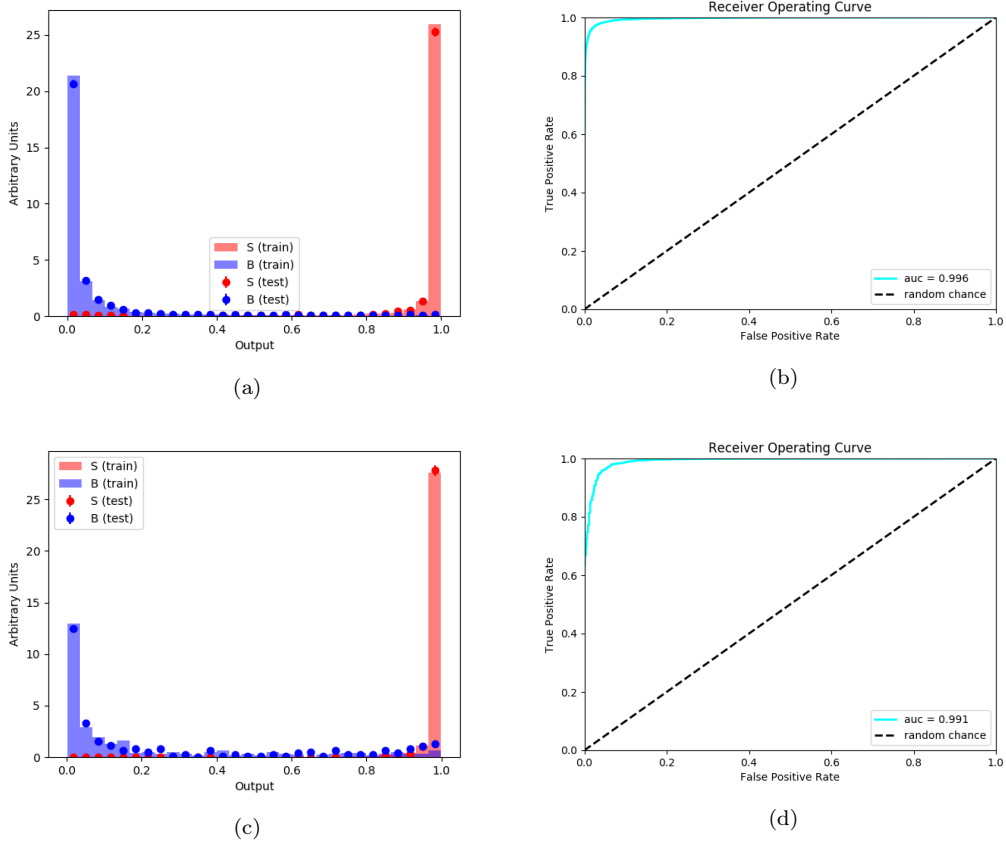 25
20
15
10
5
0
Arbitrary Units
S (train)
B (train)
S (test)
B (test)
0.0 0.2 0.4 0.6 0.8 1.0
Output
(a)
Receiver Operating Curve
1.0
0.8
0.6
0.4
0.2
0.0
True Positive Rate
auc = 0.996
random chance
0.0 0.2 0.4 0.6 0.8 1.0
False Positive Rate
(b)
S (train)
B (train)
S (test)
B (test)
25
20
15
10
5
0
Arbitrary Units
0.0 0.2 0.4 0.6 0.8 1.0
Output
(c)
Receiver Operating Curve
1.0
0.8
0.6
0.4
0.2
0.0
True Positive Rate
auc = 0.991
random chance
0.0 0.2 0.4 0.6 0.8 1.0
False Positive Rate
(d)